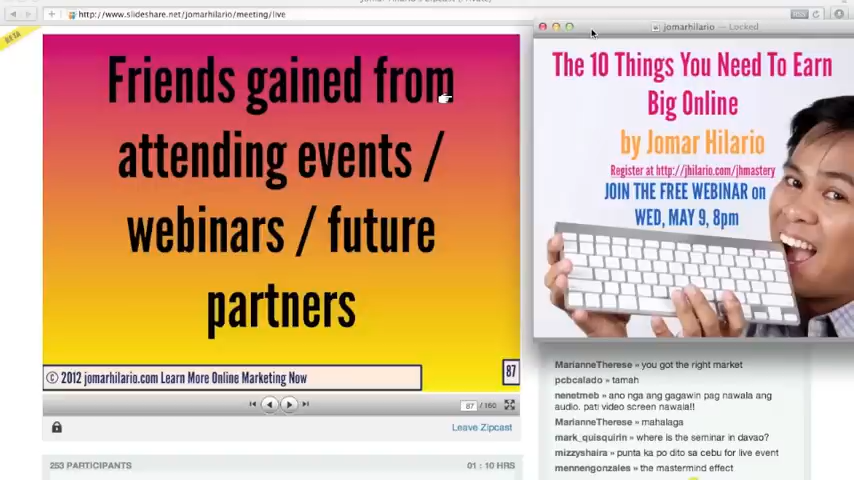 http://www.slideshare.net/jomarhilario/meeting/live
BETA
Friends gained from
attending events /
webinars / future
partners
© 2012 jomarhilario.com Learn More Online Marketing Now
87
87 /160
Leave Zipcast
253 PARTICIPANTS
01 : 10 HRS
jomarhilario — Locked
The 10 Things You Need To Earn
Big Online
by Jomar Hilario
Register at http://jhilario.com/jhmastery
JOIN THE FREE WEBINAR on
WED, MAY 9, 8pm
MarianneTherese » you got the right market
pcbcalado » tamah
nenetmeb » ano nga ang gagawin pag nawala ang
audio. pati video screen nawala!!
MarianneTherese » mahalaga
mark_quisquirin » where is the seminar in davao?
mizzyshaira » punta ka po dito sa cebu for live event
mennengonzales » the mastermind effect